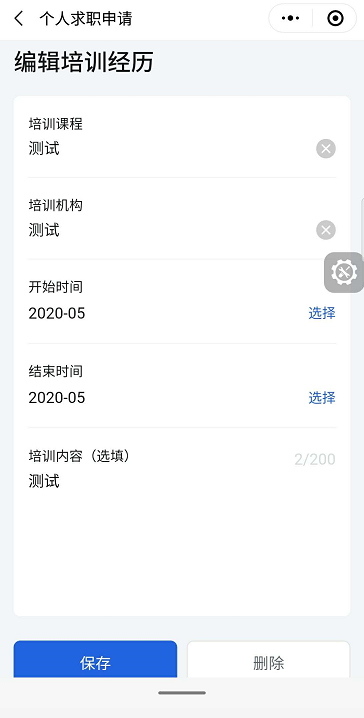 个人求职申请
编辑培训经历
培训课程
测试
培训机构
测试
开始时间
2020-05
选择
结束时间
2020-05
选择
培训内容（选填）
2/200
测试
保存
删除